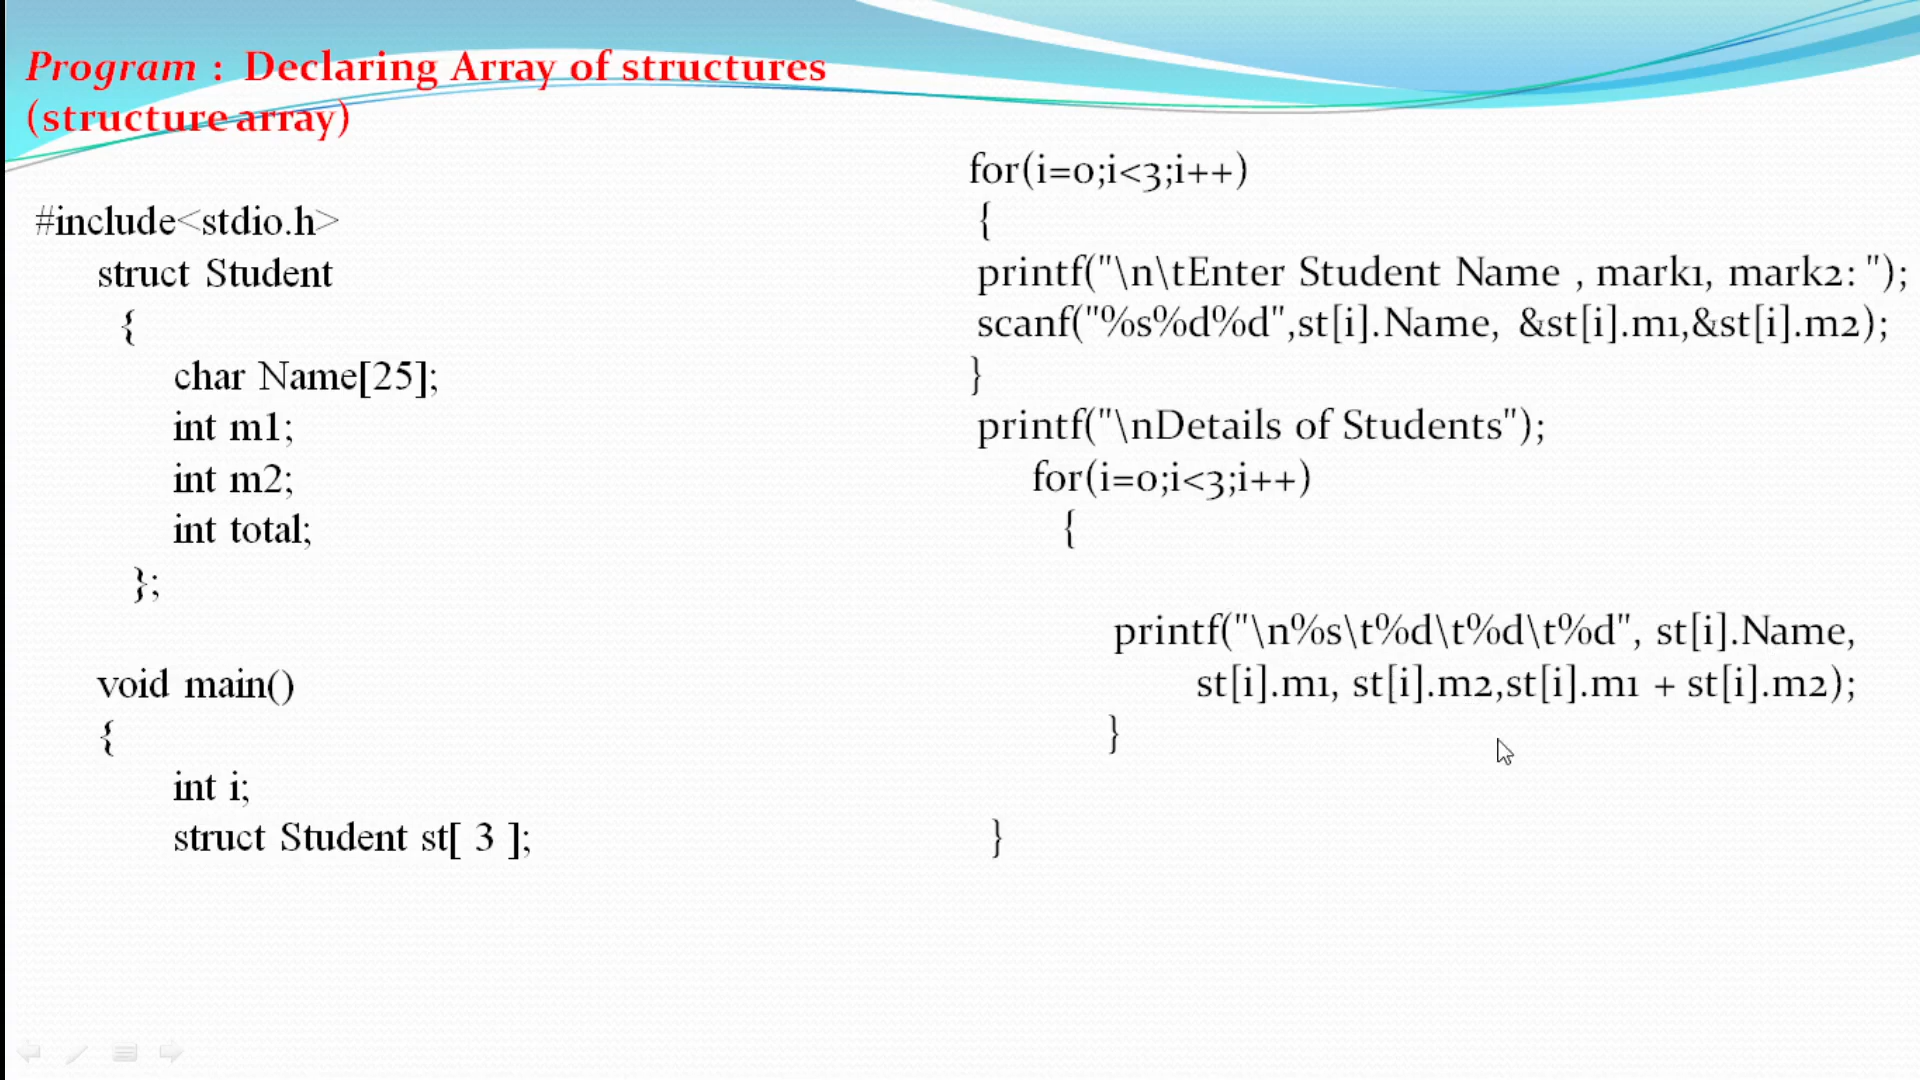 Program : Declaring Array of structures
(structure array)
#include<stdio.h>
struct Student
{
char Name[25];
int m1;
int m2;
int total;
};
void main()
{
int i;
struct Student st[ 3 ];
for(i=0;i<3;i++)
{
printf("\n\tEnter Student Name , mark1, mark2: ");
scanf("%s%d%d",st[i].Name, &st[i].m1,&st[i].m2);
}
printf("\nDetails of Students");
for(i=0;i<3;i++)
{
printf("\n%s\t%d\t%d\t%d", st[i].Name,
st[i].m1, st[i].m2,st[i].m1 + st[i].m2);
}
}